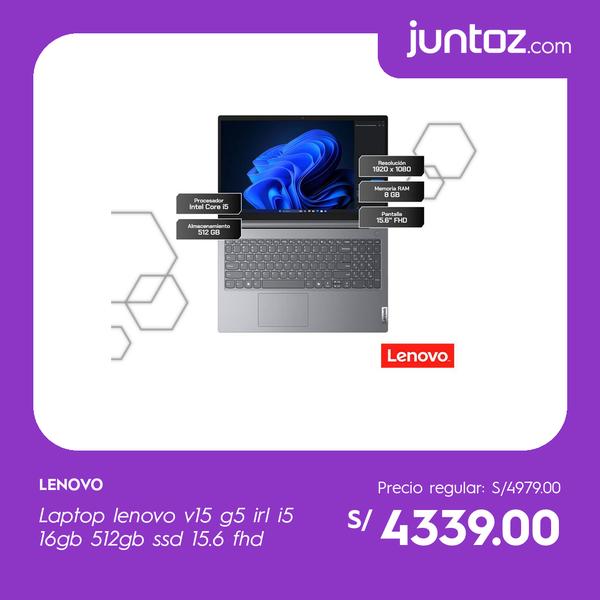 juntoz.com
Resolución
1920 x 1080
Memoria RAM
8 GB
Pantalla
15.6" FHD
Procesador
Intel Core i5
Almacenamiento
512 GB
Lenovo
LENOVO
Laptop lenovo v15 g5 irl i5
16gb 512gb ssd 15.6 fhd
Precio regular: S/4979.00
S/ 4339.00